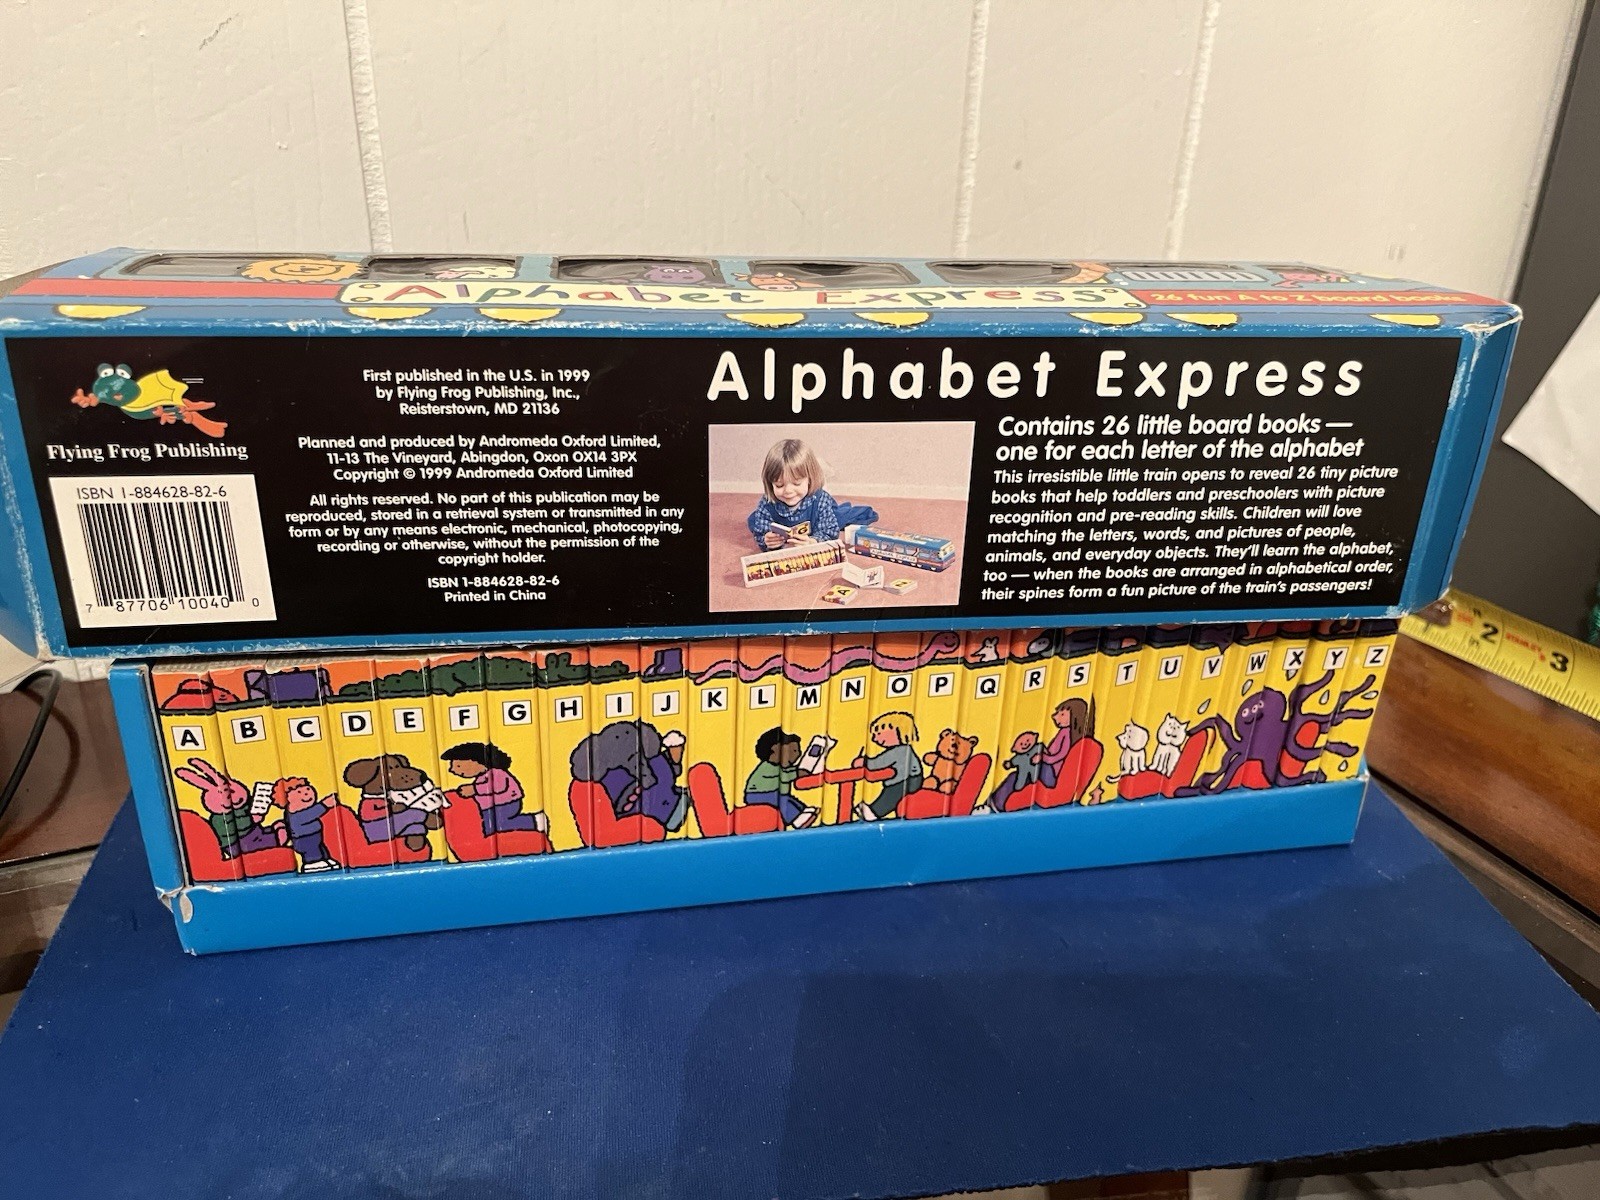 Alphabet Express
26 fun A to Z board books
Flying Frog Publishing
ISBN 1-884628-82-6
7 87706 10040 0
First published in the U.S. in 1999
by Flying Frog Publishing, Inc.,
Reisterstown, MD 21136
Planned and produced by Andromeda Oxford Limited,
11-13 The Vineyard, Abingdon, Oxon OX14 3PX
Copyright © 1999 Andromeda Oxford Limited
All rights reserved. No part of this publication may be
reproduced, stored in a retrieval system or transmitted in any
form or by any means electronic, mechanical, photocopying,
recording or otherwise, without the permission of the
copyright holder.
ISBN 1-884628-82-6
Printed in China
Alphabet Express
Contains 26 little board books —
one for each letter of the alphabet
This irresistible little train opens to reveal 26 tiny picture
books that help toddlers and preschoolers with picture
recognition and pre-reading skills. Children will love
matching the letters, words, and pictures of people,
animals, and everyday objects. They'll learn the alphabet,
too — when the books are arranged in alphabetical order,
their spines form a fun picture of the train's passengers!
A B C D E F G H I J K L M N O P Q R S T U V W X Y Z
2 3